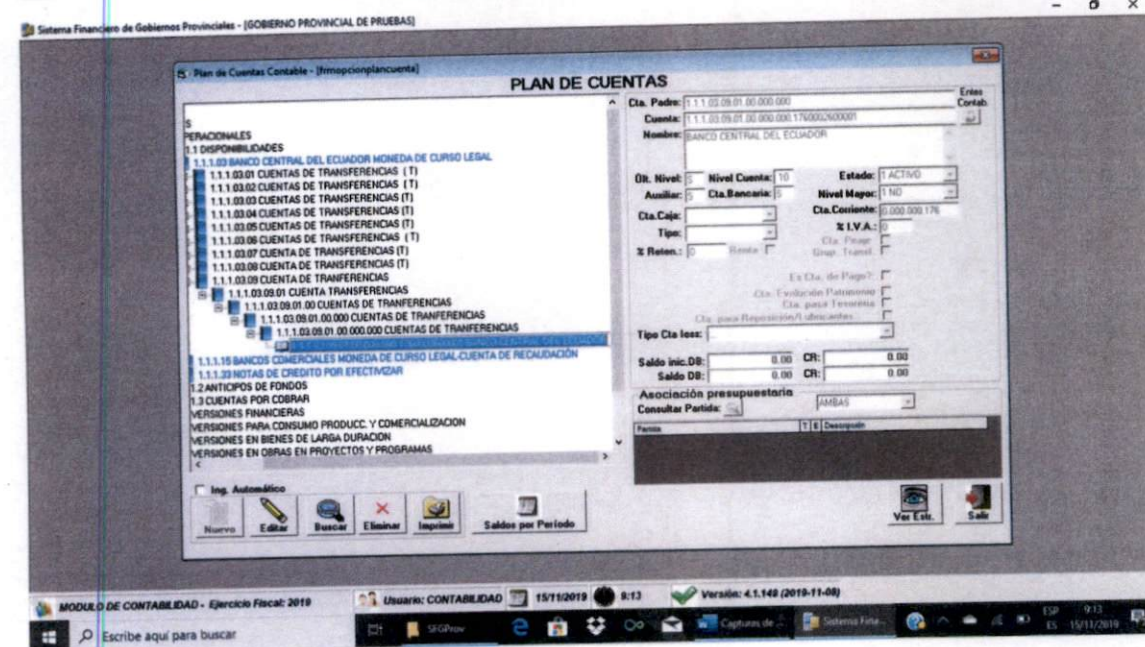 Sistema Financiero de Gobiernos Provinciales - [GOBIERNO PROVINCIAL DE PRUEBAS]
Plan de Cuentas Contable - [frmopcionplancuenta]
PLAN DE CUENTAS
S
PERACIONALES
1.1 DISPONIBILIDADES
1.1.1.03 BANCO CENTRAL DEL ECUADOR MONEDA DE CURSO LEGAL
1.1.1.03.01 CUENTAS DE TRANSFERENCIAS (T)
1.1.1.03.02 CUENTAS DE TRANSFERENCIAS (T)
1.1.1.03.03 CUENTAS DE TRANSFERENCIAS (T)
1.1.1.03.04 CUENTAS DE TRANSFERENCIAS (T)
1.1.1.03.05 CUENTAS DE TRANSFERENCIAS (T)
1.1.1.03.06 CUENTAS DE TRANSFERENCIAS (T)
1.1.1.03.07 CUENTA DE TRANSFERENCIAS (T)
1.1.1.03.08 CUENTA DE TRANSFERENCIAS (T)
1.1.1.03.09 CUENTA DE TRANFERENCIAS
1.1.1.03.09.01 CUENTA TRANSFERENCIAS
1.1.1.03.09.01.00 CUENTAS DE TRANFERENCIAS
1.1.1.03.09.01.00.000 CUENTAS DE TRANFERENCIAS
1.1.1.03.09.01.00.000.000 CUENTAS DE TRANFERENCIAS
BANCO CENTRAL DEL ECUADOR
1.1.1.15 BANCOS COMERCIALES MONEDA DE CURSO LEGAL-CUENTA DE RECAUDACIÓN
1.1.1.33 NOTAS DE CREDITO POR EFECTIVIZAR
1.2 ANTICIPOS DE FONDOS
1.3 CUENTAS POR COBRAR
VERSIONES FINANCIERAS
VERSIONES PARA CONSUMO PRODUCC. Y COMERCIALIZACION
VERSIONES EN BIENES DE LARGA DURACION
VERSIONES EN OBRAS EN PROYECTOS Y PROGRAMAS
Cta. Padre: 1.1.1.03.09.01.00.000.000
Entes Contab.
Cuenta: 1.1.1.03.09.01.00.000.000.1760002600001
Nombre: BANCO CENTRAL DEL ECUADOR
Últ. Nivel: S Nivel Cuenta: 10 Estado: 1 ACTIVO
Auxiliar: S Cta.Bancaria: S Nivel Mayor: 1 NO
Cta.Caja: Cta.Corriente: 0.000.000.176
Tipo: % I.V.A.: 0
% Reten.: 0 Renta Cta. Peaje
Grup. Transf.
Es Cta. de Pago?:
Cta. Evolución Patrimonio
Cta. para Tesorería
Cta. para Reposición/Lubricantes
Tipo Cta Iess:
Saldo inic.DB: 0.00 CR: 0.00
Saldo DB: 0.00 CR: 0.00
Asociación presupuestaria
Consultar Partida: AMBAS
Partida T E Descripción
Ing. Automático
Nuevo Editar Buscar Eliminar Imprimir Saldos por Período Ver Estr. Salir
MODULO DE CONTABILIDAD - Ejercicio Fiscal: 2019 Usuario: CONTABILIDAD 15/11/2019 9:13 Versión: 4.1.148 (2019-11-08)
Escribe aquí para buscar SFGProv Capturas de Sistema Fina... ESP 9:13
ES 15/11/2019